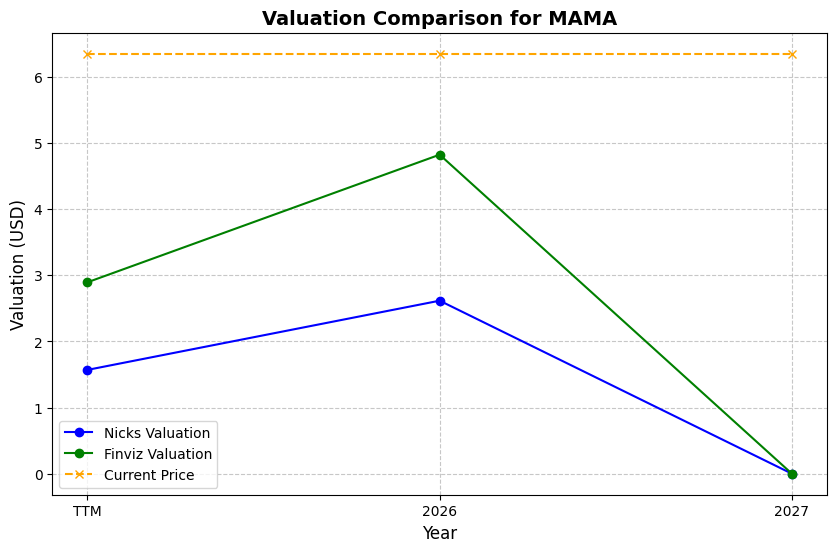 Valuation Comparison for MAMA
Valuation (USD)
6
5
4
3
2
1
0
Nicks Valuation
Finviz Valuation
Current Price
TTM
2026
2027
Year